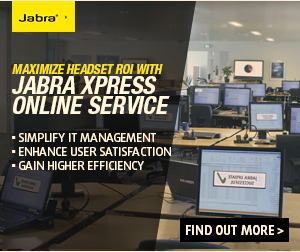 Jabra
MAXIMIZE HEADSET ROI WITH
JABRA XPRESS
ONLINE SERVICE
▪ SIMPLIFY IT MANAGEMENT
▪ ENHANCE USER SATISFACTION
▪ GAIN HIGHER EFFICIENCY
FIND OUT MORE >